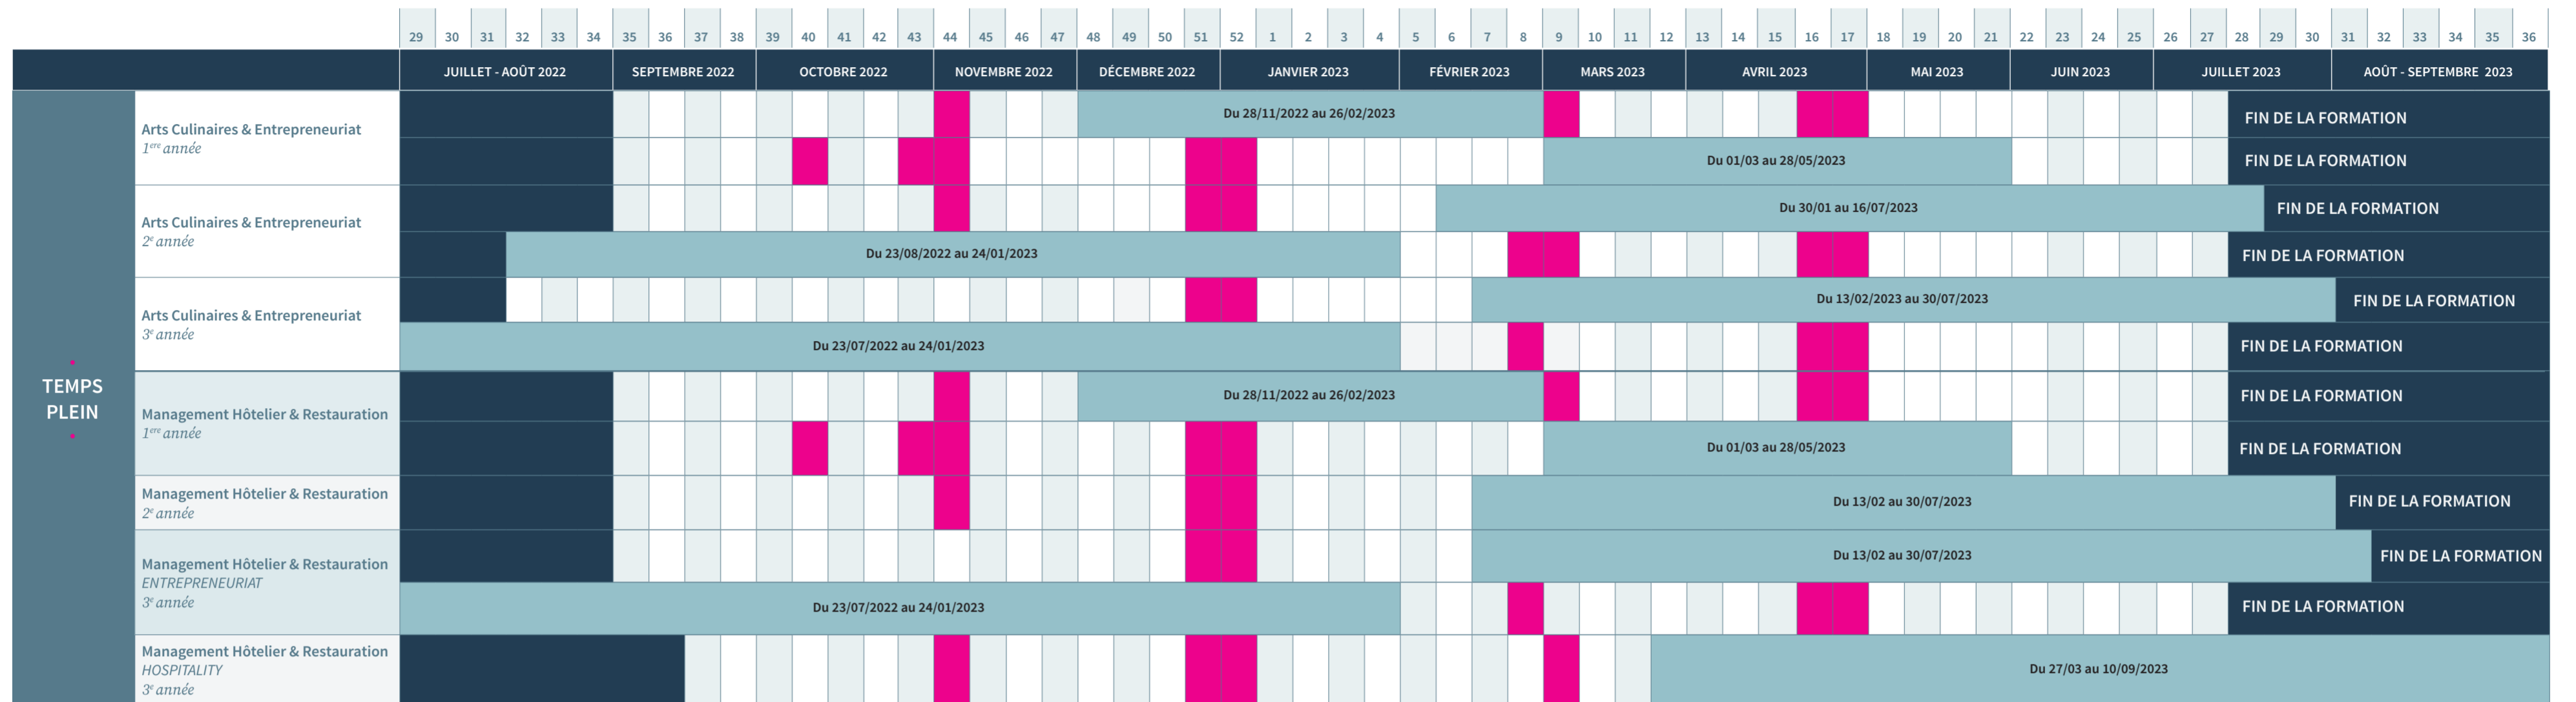 29 30 31 32 33 34 35 36 37 38 39 40 41 42 43 44 45 46 47 48 49 50 51 52 1 2 3 4 5 6 7 8 9 10 11 12 13 14 15 16 17 18 19 20 21 22 23 24 25 26 27 28 29 30 31 32 33 34 35 36
JUILLET - AOÛT 2022 SEPTEMBRE 2022 OCTOBRE 2022 NOVEMBRE 2022 DÉCEMBRE 2022 JANVIER 2023 FÉVRIER 2023 MARS 2023 AVRIL 2023 MAI 2023 JUIN 2023 JUILLET 2023 AOÛT - SEPTEMBRE 2023
TEMPS
PLEIN
Arts Culinaires & Entrepreneuriat
1ere année
Du 28/11/2022 au 26/02/2023 FIN DE LA FORMATION
Du 01/03 au 28/05/2023 FIN DE LA FORMATION
Arts Culinaires & Entrepreneuriat
2e année
Du 30/01 au 16/07/2023 FIN DE LA FORMATION
Du 23/08/2022 au 24/01/2023 FIN DE LA FORMATION
Arts Culinaires & Entrepreneuriat
3e année
Du 13/02/2023 au 30/07/2023 FIN DE LA FORMATION
Du 23/07/2022 au 24/01/2023 FIN DE LA FORMATION
Management Hôtelier & Restauration
1ere année
Du 28/11/2022 au 26/02/2023 FIN DE LA FORMATION
Du 01/03 au 28/05/2023 FIN DE LA FORMATION
Management Hôtelier & Restauration
2e année
Du 13/02 au 30/07/2023 FIN DE LA FORMATION
Management Hôtelier & Restauration
ENTREPRENEURIAT
3e année
Du 13/02 au 30/07/2023 FIN DE LA FORMATION
Du 23/07/2022 au 24/01/2023 FIN DE LA FORMATION
Management Hôtelier & Restauration
HOSPITALITY
3e année
Du 27/03 au 10/09/2023